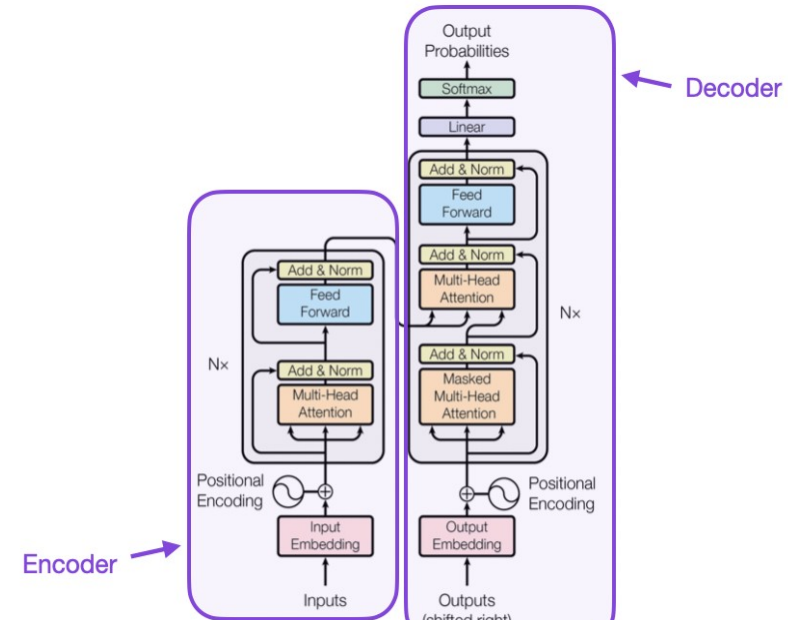 Output
Probabilities
Softmax
Linear
Add & Norm
Feed
Forward
Add & Norm
Multi-Head
Attention
Add & Norm
Masked
Multi-Head
Attention
Nx
Positional
Encoding
Output
Embedding
Outputs
(shifted right)
Decoder
Add & Norm
Feed
Forward
Add & Norm
Multi-Head
Attention
Nx
Positional
Encoding
Input
Embedding
Inputs
Encoder